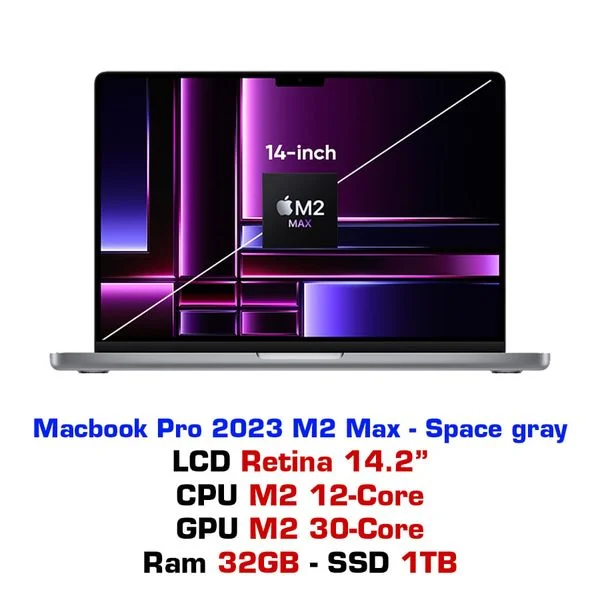 14-inch
M2
MAX
Macbook Pro 2023 M2 Max - Space gray
LCD Retina 14.2”
CPU M2 12-Core
GPU M2 30-Core
Ram 32GB - SSD 1TB